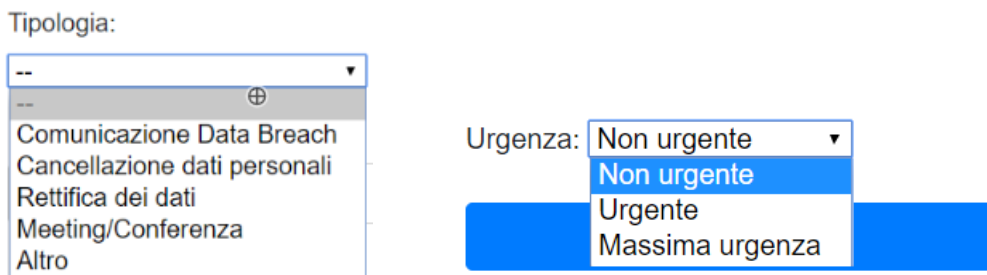 Tipologia:
--
--
Comunicazione Data Breach
Cancellazione dati personali
Rettifica dei dati
Meeting/Conferenza
Altro
Urgenza: Non urgente
Non urgente
Urgente
Massima urgenza